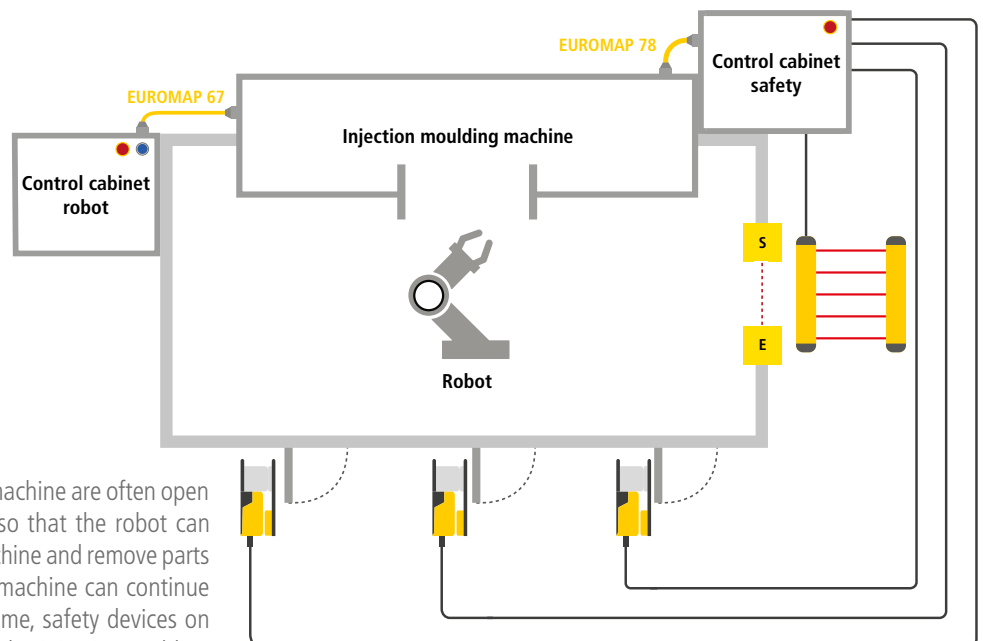 EUROMAP 78
Control cabinet
safety
EUROMAP 67
Injection moulding machine
Control cabinet
robot
S
E
Robot
machine are often open
so that the robot can
chine and remove parts
machine can continue
me, safety devices on